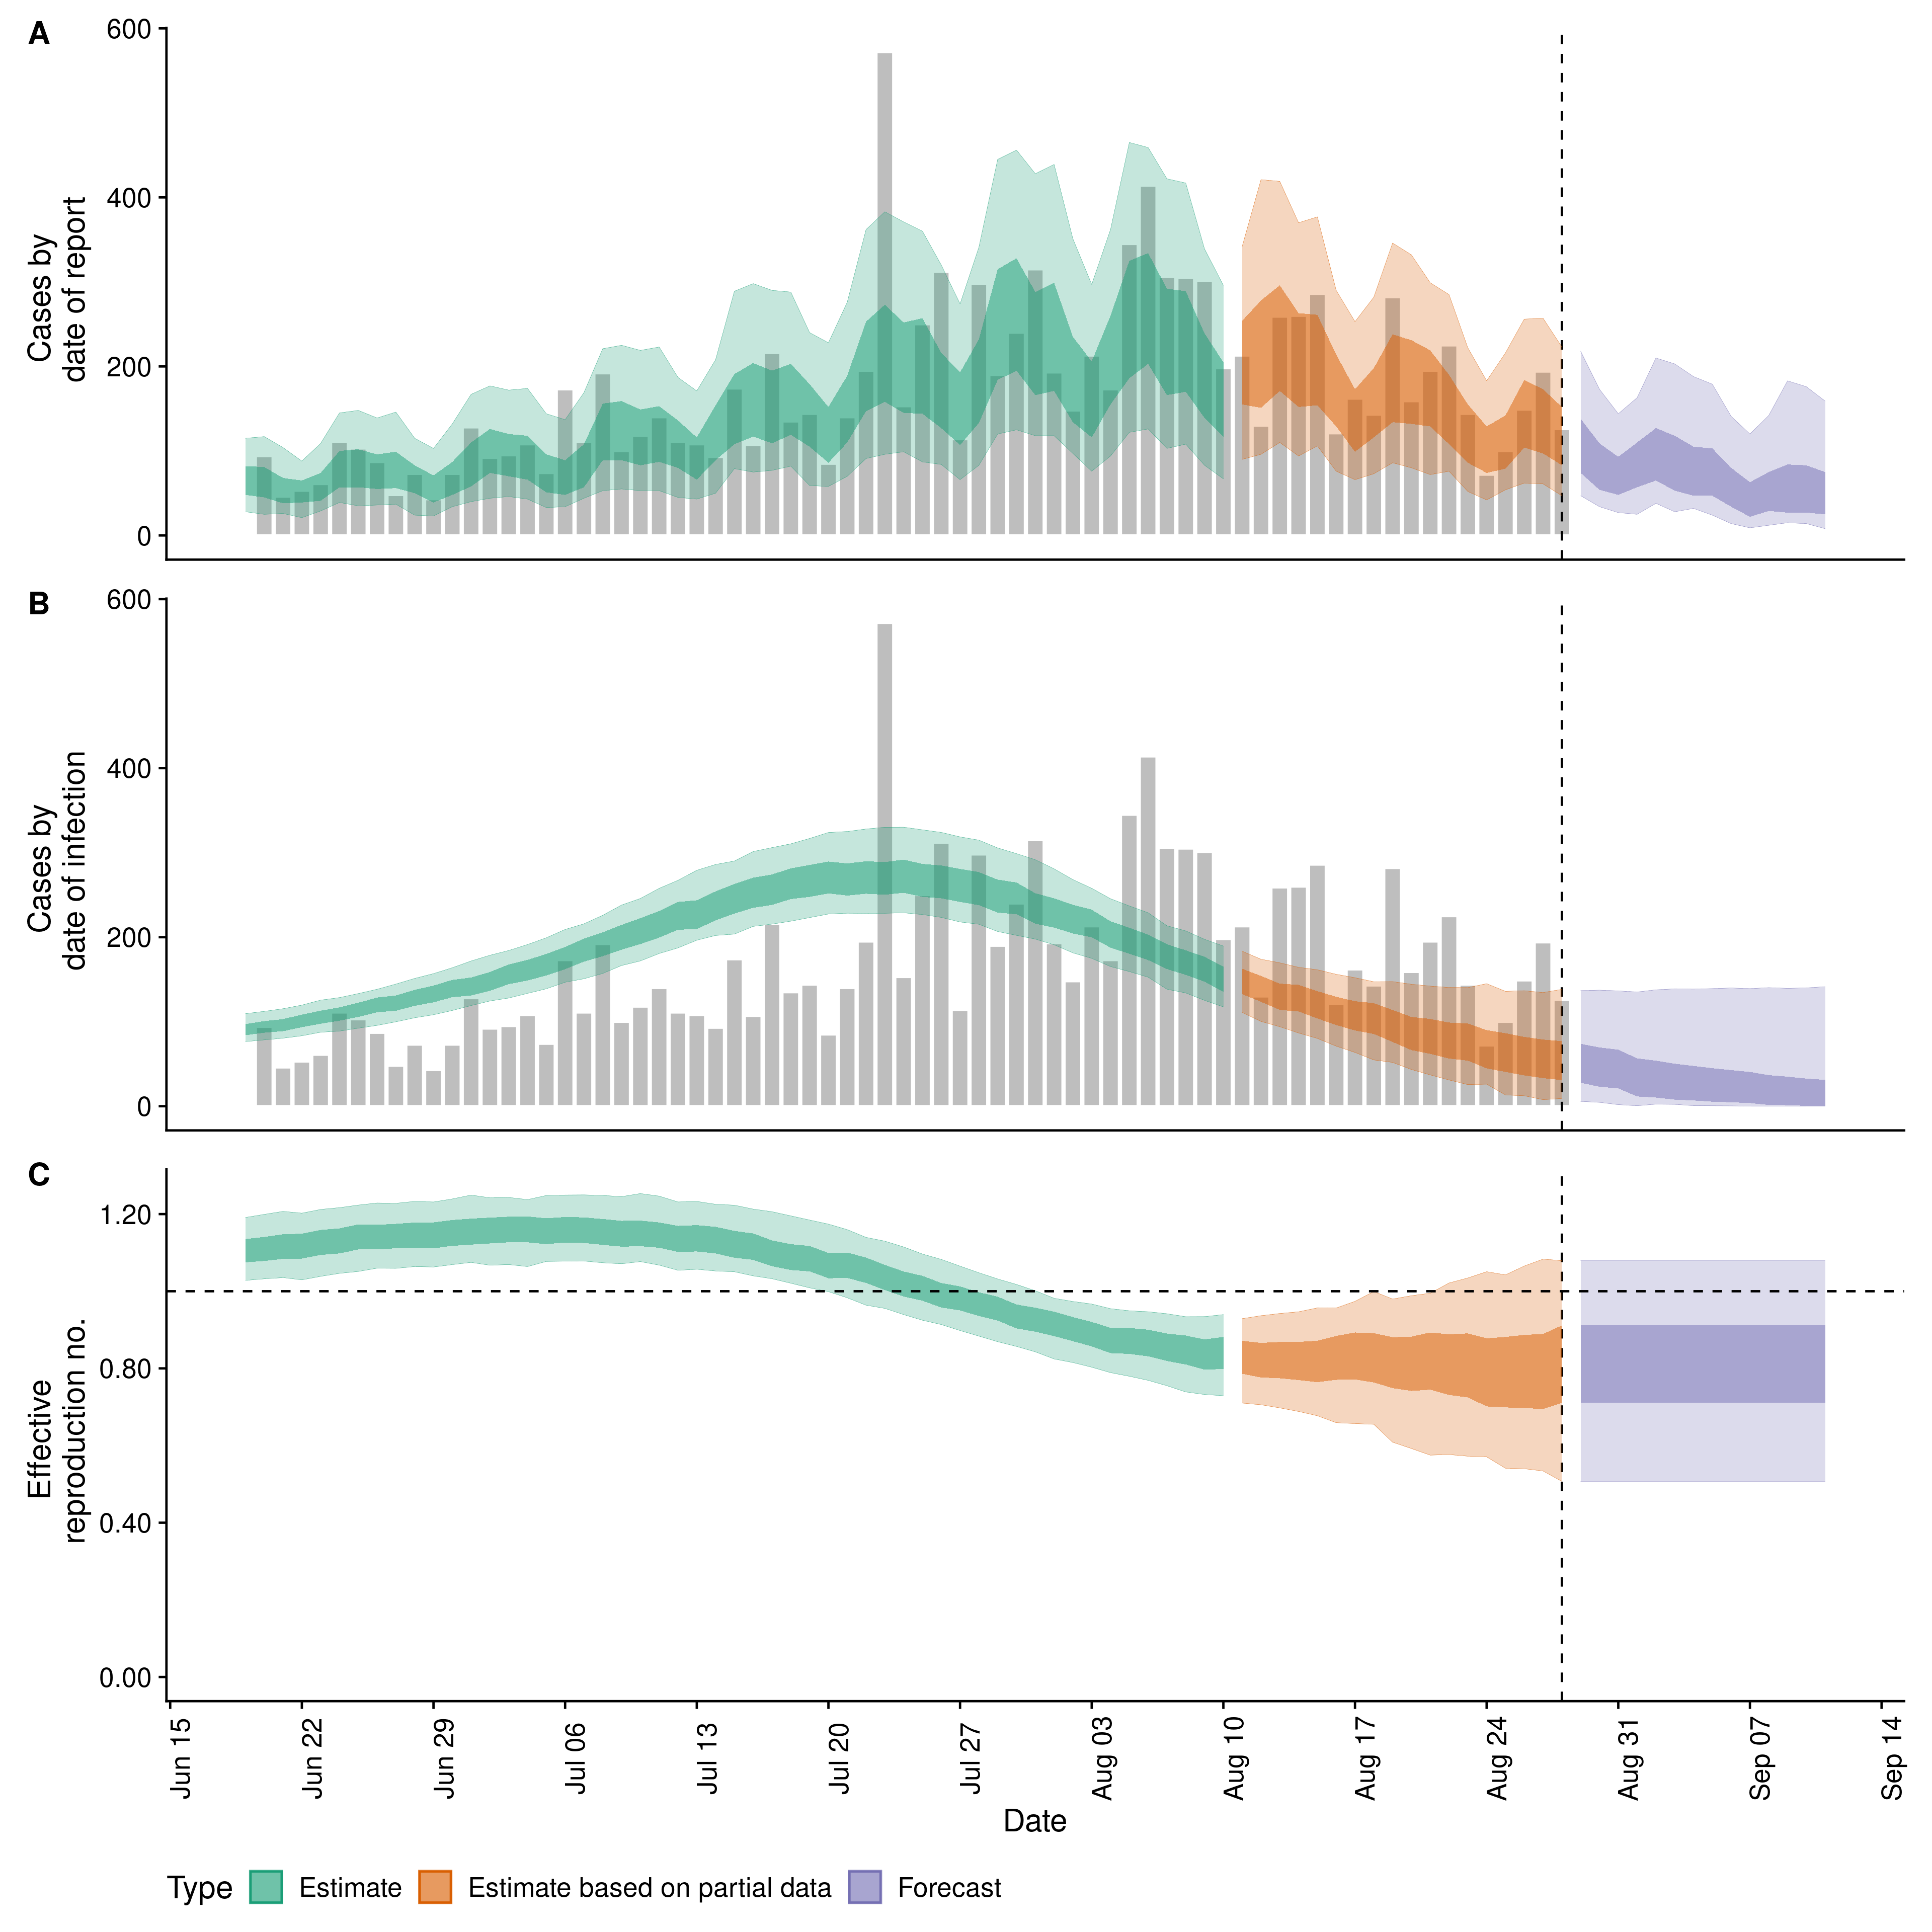 A
600
400
200
0
Cases by
date of report
B
600
400
200
0
Cases by
date of infection
C
1.20
0.80
0.40
0.00
Effective
reproduction no.
Jun 15
Jun 22
Jun 29
Jul 06
Jul 13
Jul 20
Jul 27
Aug 03
Aug 10
Aug 17
Aug 24
Aug 31
Sep 07
Sep 14
Date
Type Estimate Estimate based on partial data Forecast